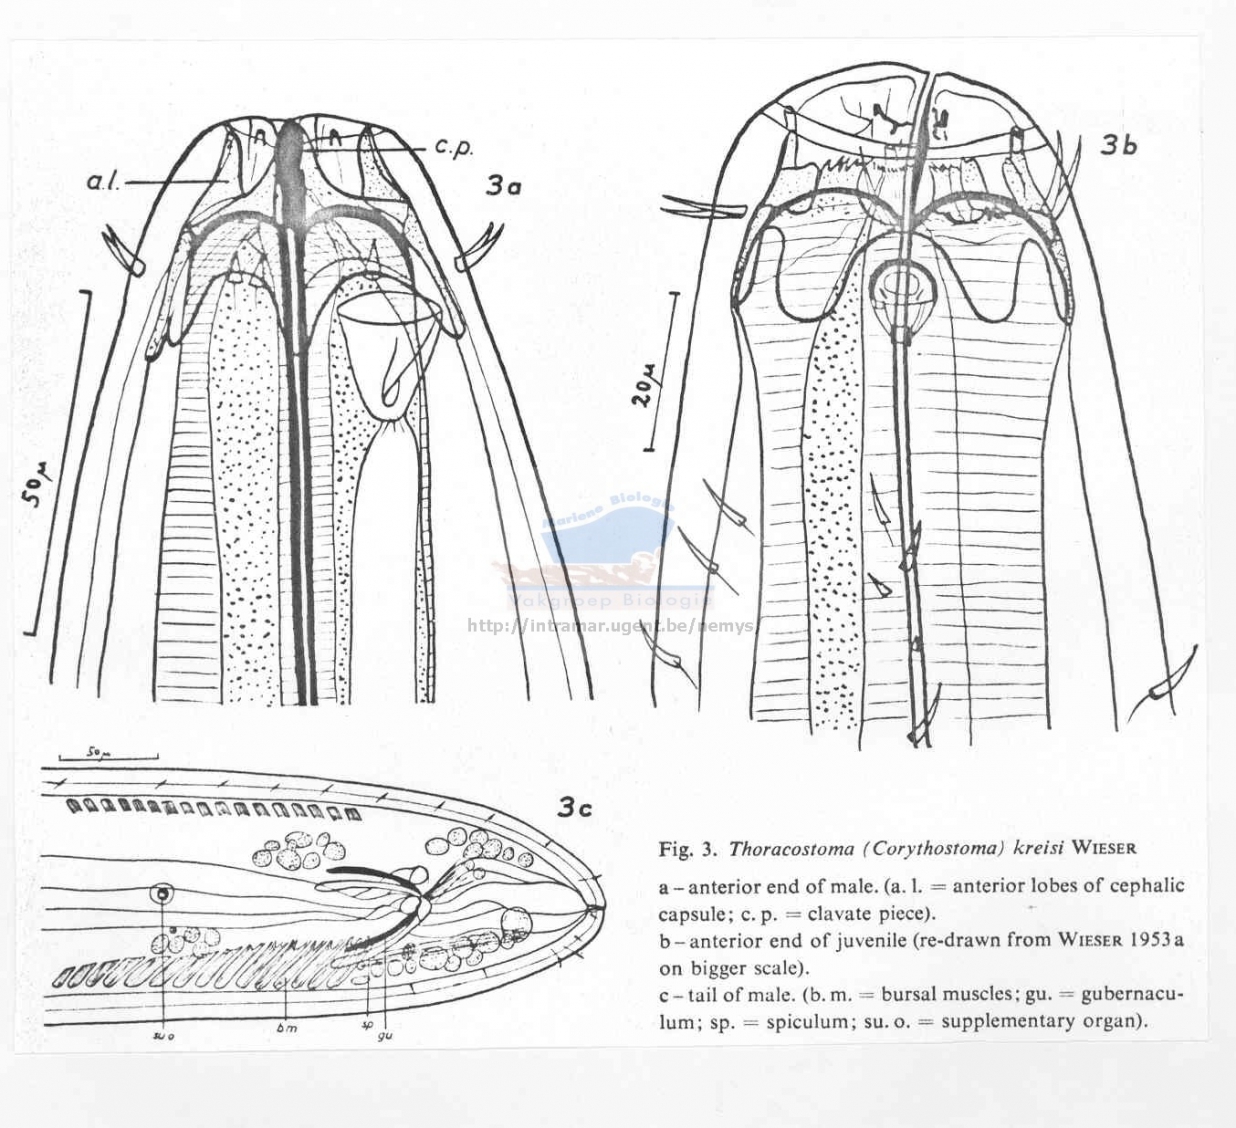 a.l.
c.p.
3a
3b
50µ
20µ
Mariene Biologie
Vakgroep Biologie
http://intramar.ugent.be/nemys
50µ
3c
su o
bm
sp
gu
Fig. 3. Thoracostoma (Corythostoma) kreisi WIESER
a – anterior end of male. (a. l. = anterior lobes of cephalic
capsule; c. p. = clavate piece).
b – anterior end of juvenile (re-drawn from WIESER 1953a
on bigger scale).
c – tail of male. (b. m. = bursal muscles; gu. = gubernacu-
lum; sp. = spiculum; su. o. = supplementary organ).